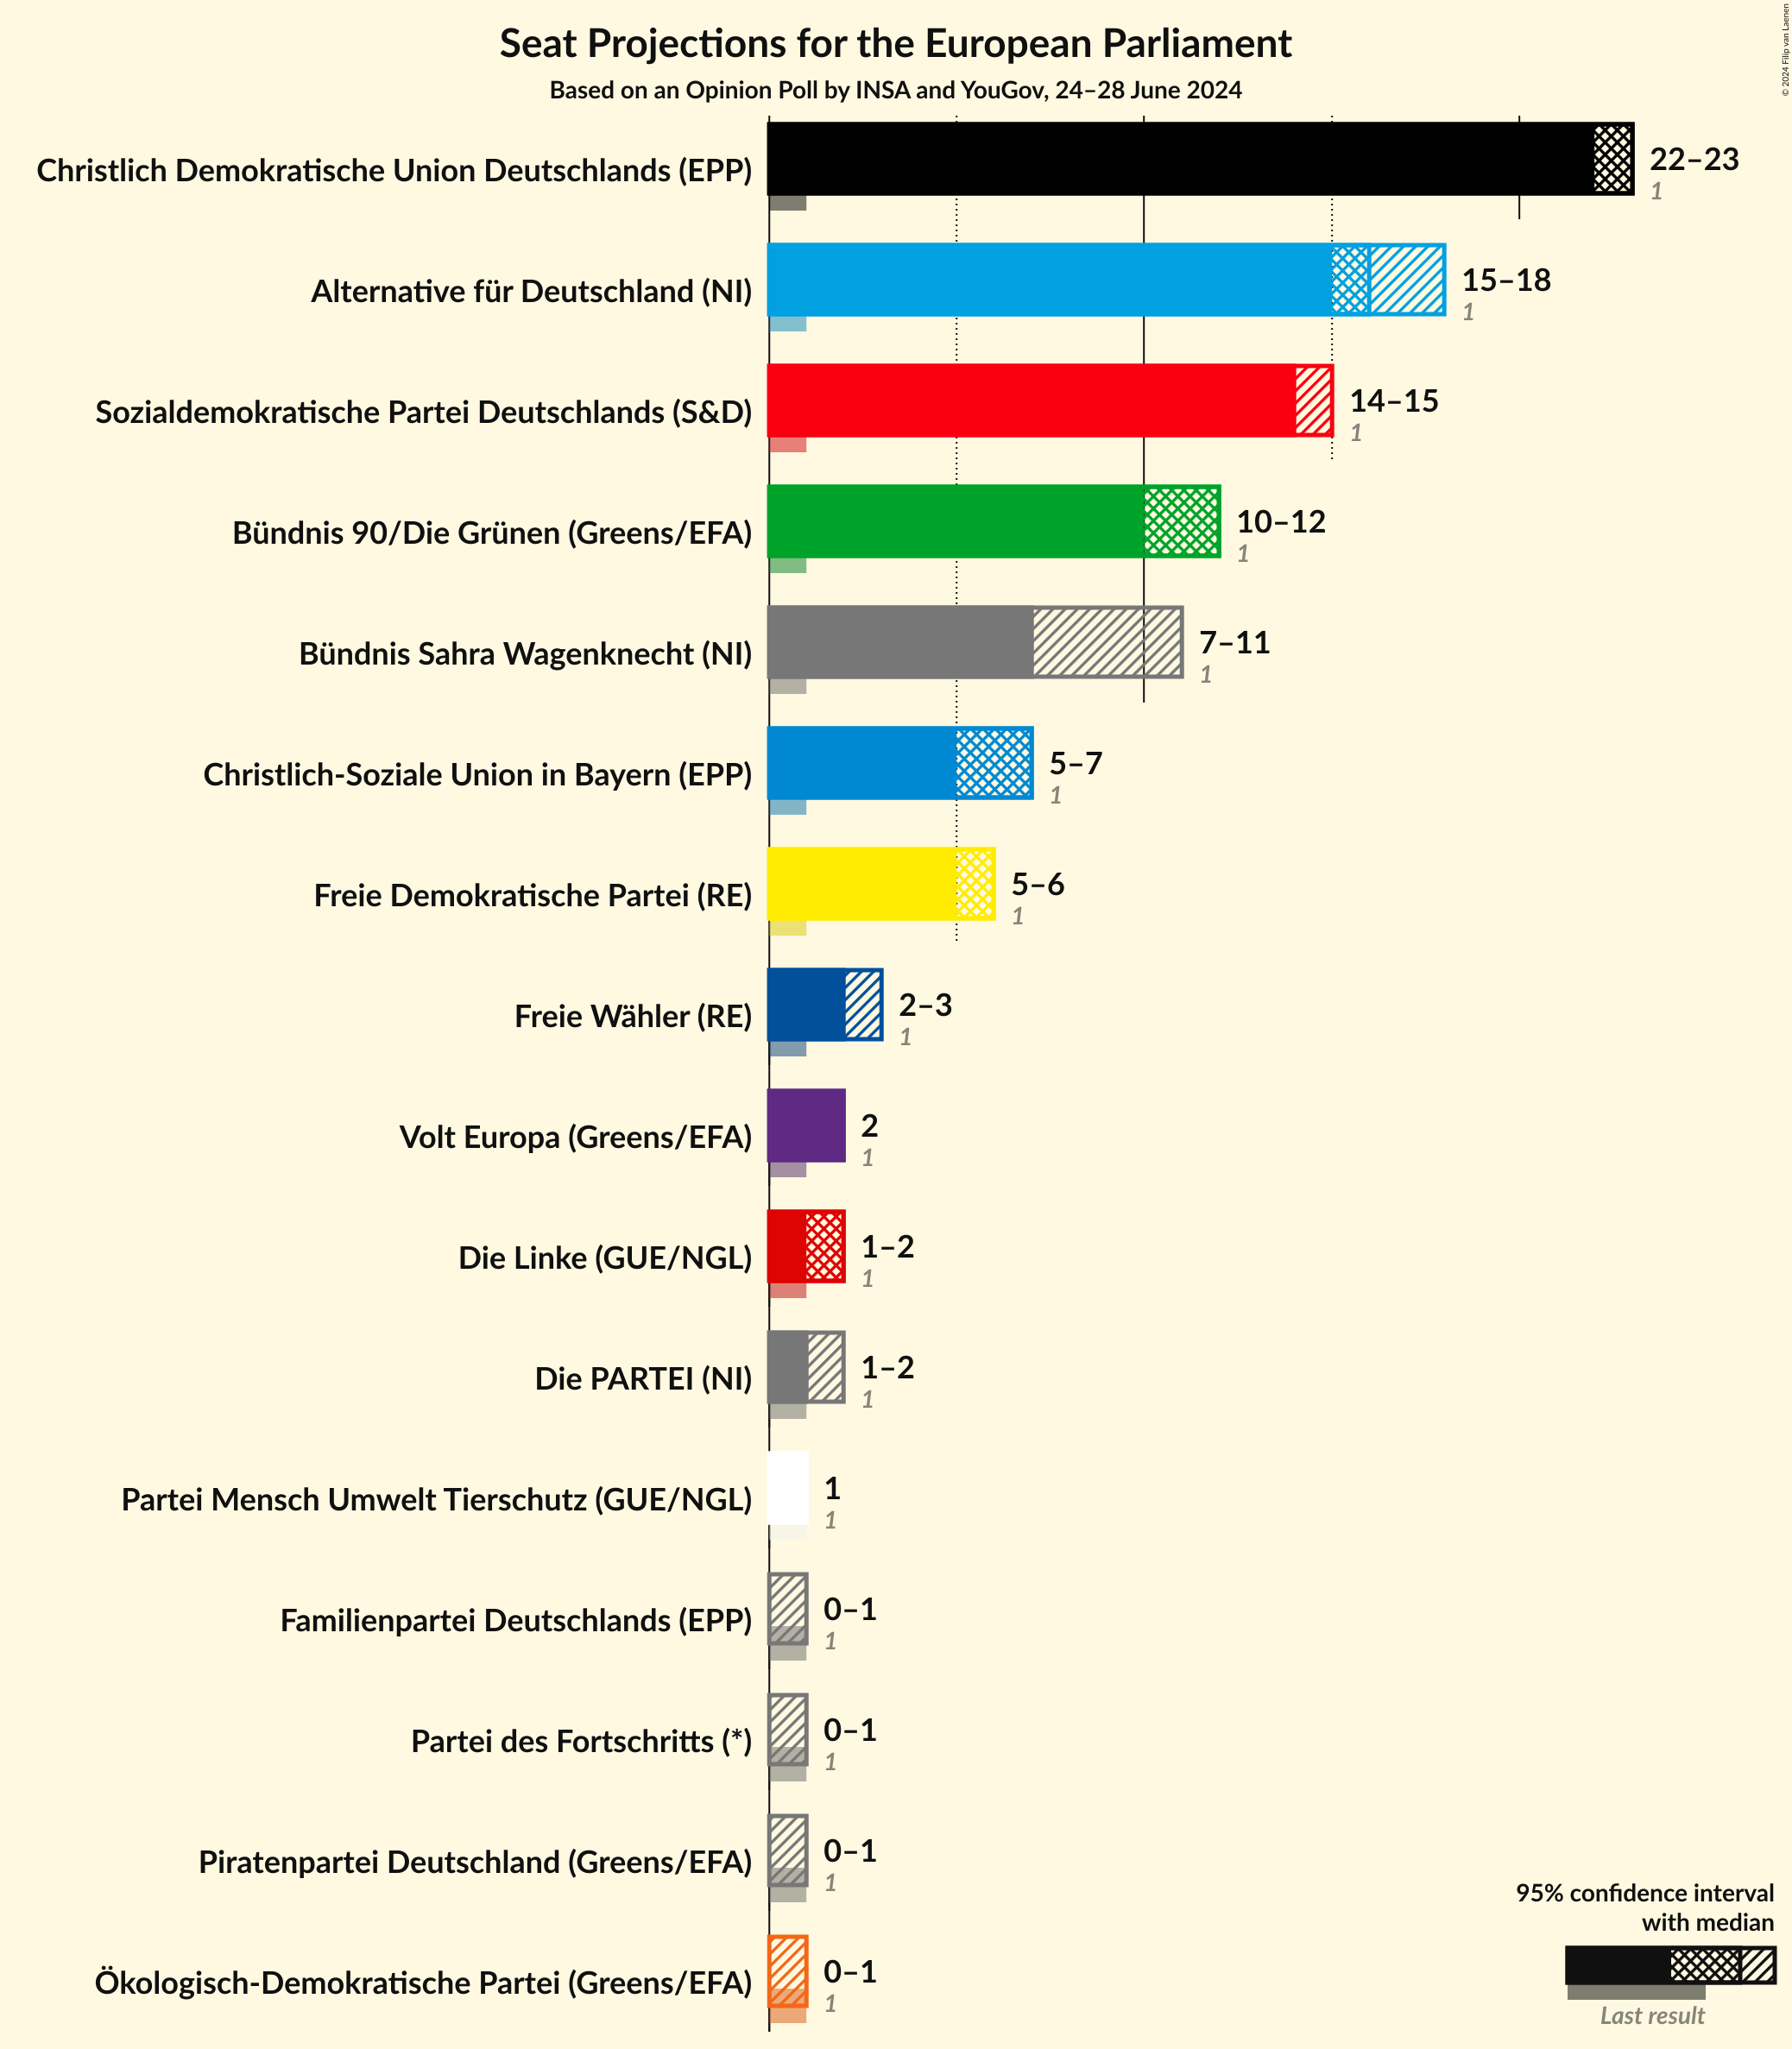 Seat Projections for the European Parliament
Based on an Opinion Poll by INSA and YouGov, 24–28 June 2024
© 2024 Filip van Laenen
Christlich Demokratische Union Deutschlands (EPP)
22–23
1
Alternative für Deutschland (NI)
15–18
1
Sozialdemokratische Partei Deutschlands (S&D)
14–15
1
Bündnis 90/Die Grünen (Greens/EFA)
10–12
1
Bündnis Sahra Wagenknecht (NI)
7–11
1
Christlich-Soziale Union in Bayern (EPP)
5–7
1
Freie Demokratische Partei (RE)
5–6
1
Freie Wähler (RE)
2–3
1
Volt Europa (Greens/EFA)
2
1
Die Linke (GUE/NGL)
1–2
1
Die PARTEI (NI)
1–2
1
Partei Mensch Umwelt Tierschutz (GUE/NGL)
1
1
Familienpartei Deutschlands (EPP)
0–1
1
Partei des Fortschritts (*)
0–1
1
Piratenpartei Deutschland (Greens/EFA)
0–1
1
Ökologisch-Demokratische Partei (Greens/EFA)
0–1
1
95% confidence interval
with median
Last result